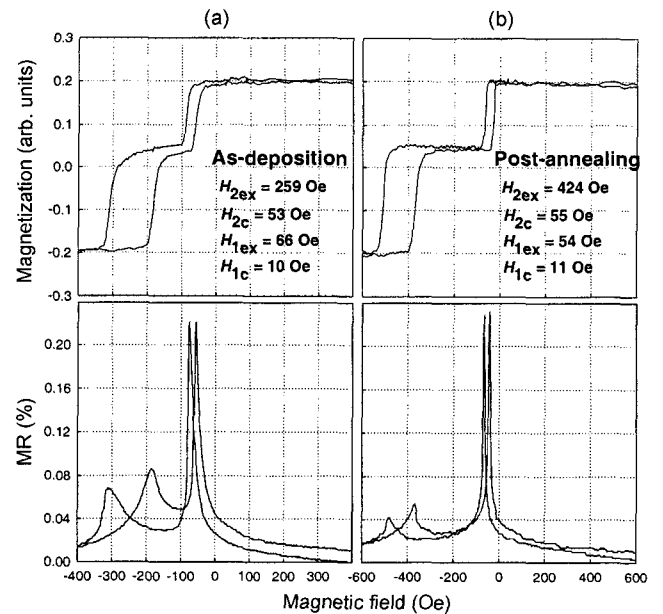 (a)
(b)
Magnetization (arb. units)
0.3
0.2
0.1
0.0
-0.1
-0.2
-0.3
As-deposition
H2ex = 259 Oe
H2c = 53 Oe
H1ex = 66 Oe
H1c = 10 Oe
Post-annealing
H2ex = 424 Oe
H2c = 55 Oe
H1ex = 54 Oe
H1c = 11 Oe
MR (%)
0.20
0.16
0.12
0.08
0.04
0.00
-400 -300 -200 -100 0 100 200 300
-600 -400 -200 0 200 400 600
Magnetic field (Oe)